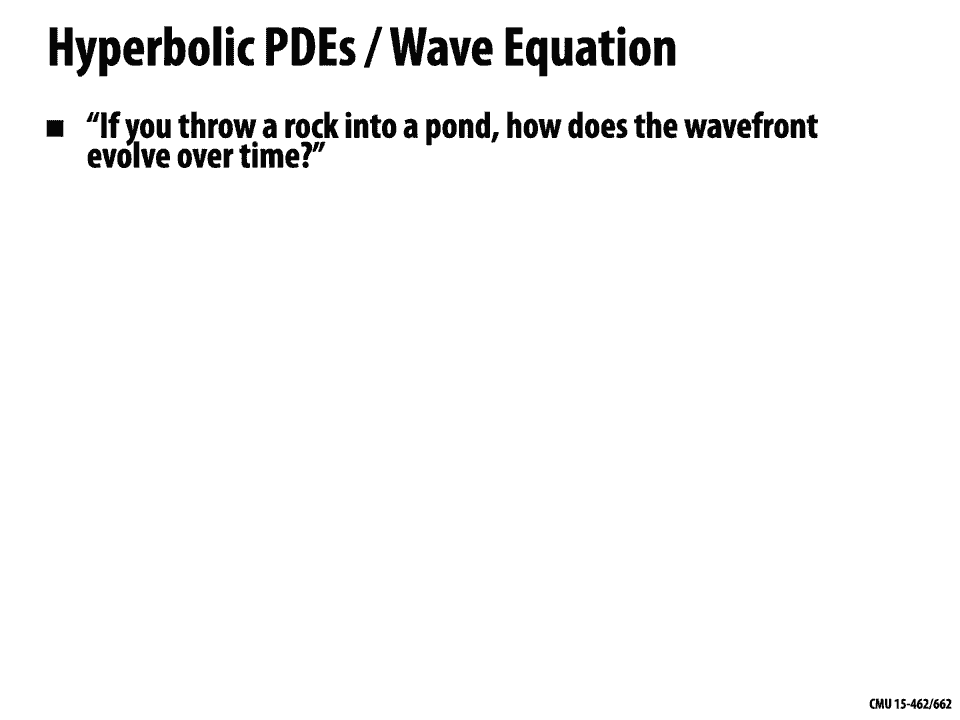 Hyperbolic PDEs / Wave Equation
■ “If you throw a rock into a pond, how does the wavefront
evolve over time?”
CMU 15-462/662